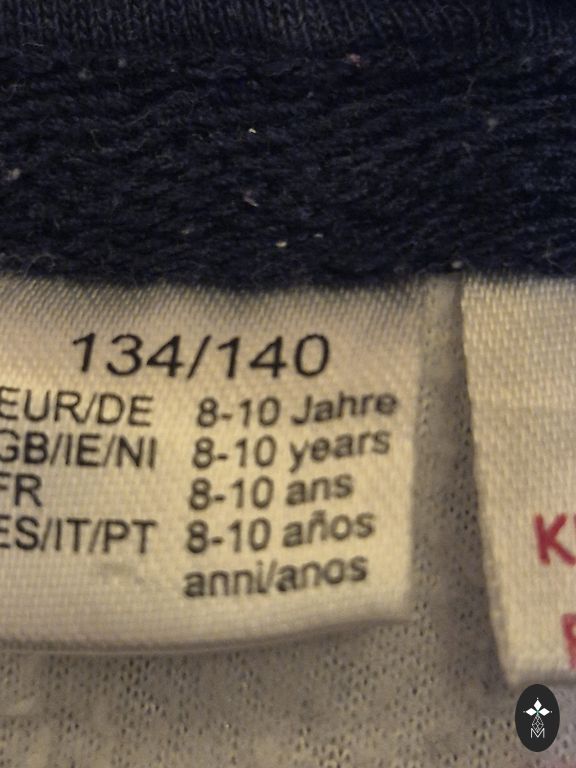 134/140
EUR/DE 8-10 Jahre
GB/IE/NI 8-10 years
FR 8-10 ans
ES/IT/PT 8-10 años
anni/anos